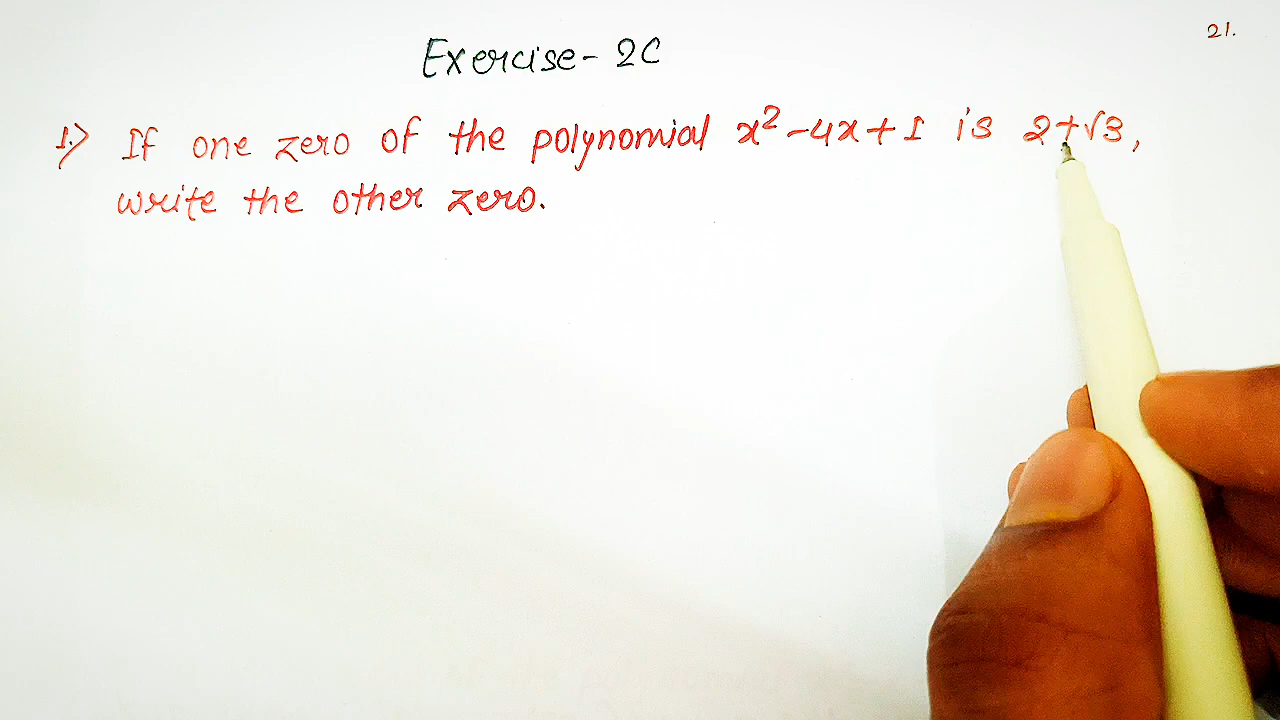 21.
Exercise - 2C
1.) If one zero of the polynomial x² - 4x + 1 is 2+√3,
write the other zero.